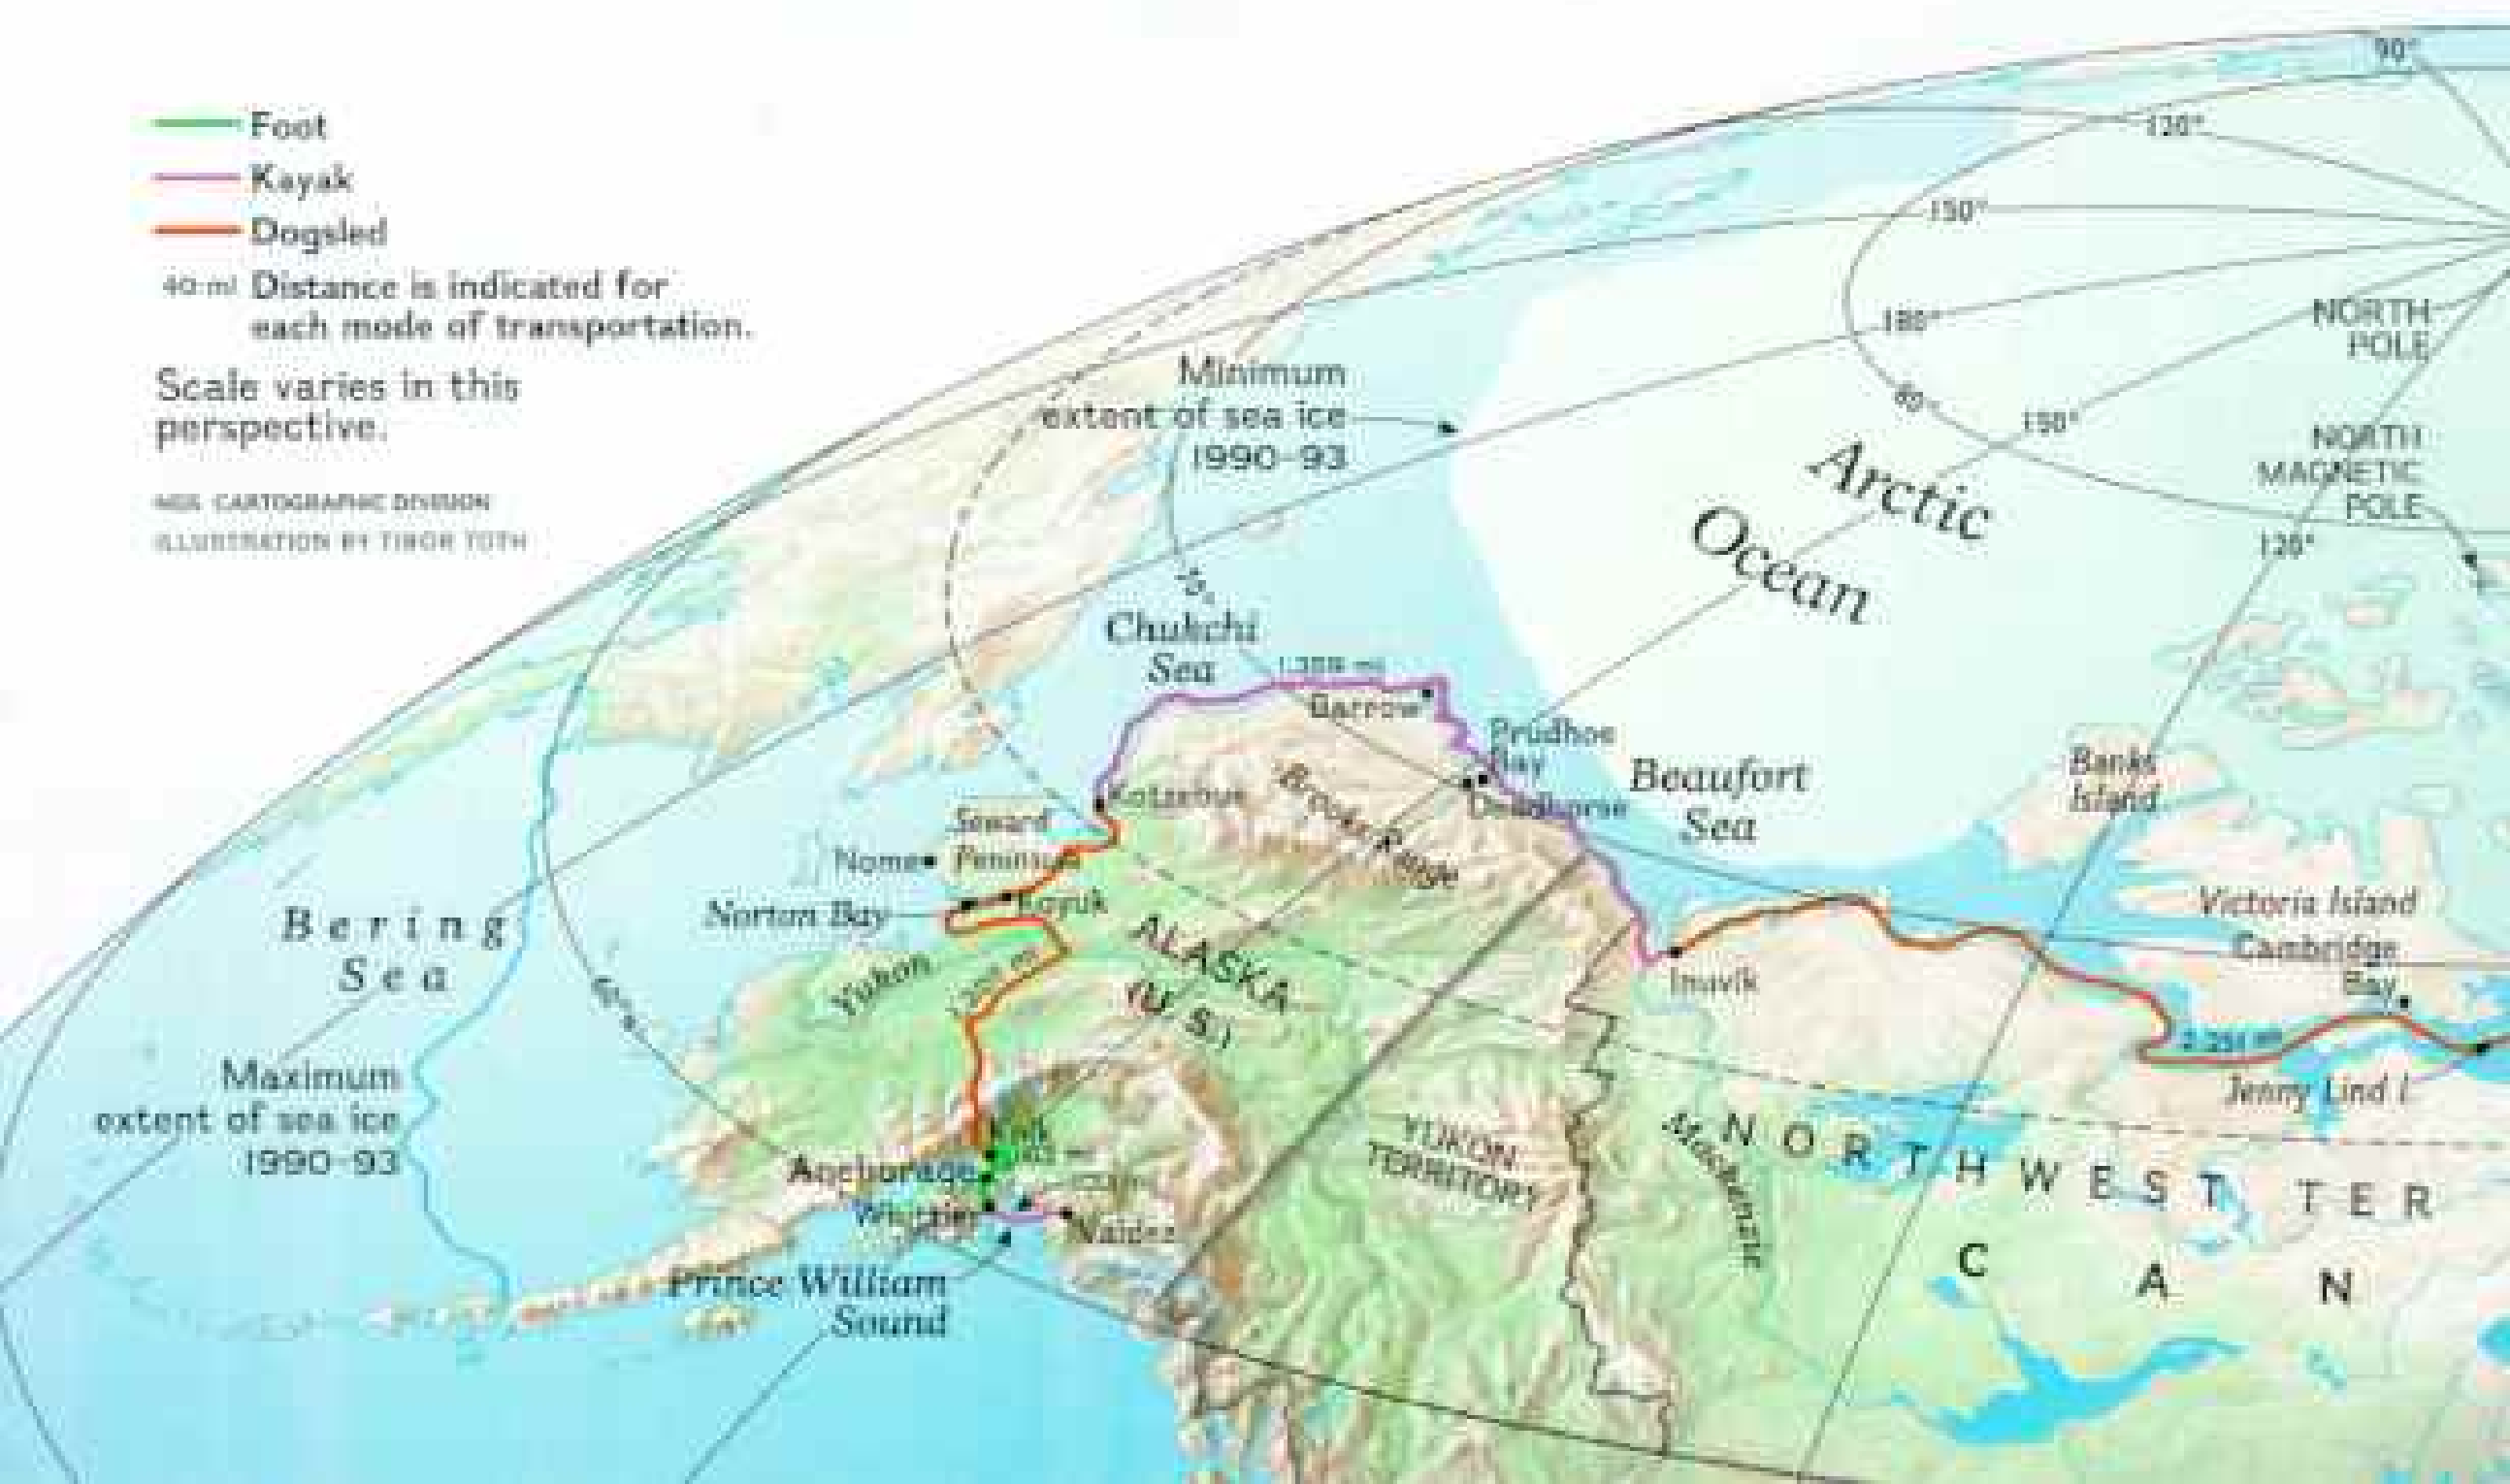 Foot
Kayak
Dogsled
40 mi Distance is indicated for
each mode of transportation.
Scale varies in this
perspective.
NGS CARTOGRAPHIC DIVISION
ILLUSTRATION BY TIBOR TOTH
90°
120°
150°
180°
150°
80°
120°
NORTH
POLE
NORTH
MAGNETIC
POLE
Minimum
extent of sea ice
1990-93
Arctic
Ocean
Chukchi
Sea
Barrow
Prudhoe
Bay
Deadhorse
Beaufort
Sea
Banks
Island
Kotzebue
Brooks Range
Seward
Peninsula
Nome
Koyuk
Norton Bay
Yukon
ALASKA
(U.S.)
Bering
Sea
60°
Inuvik
Victoria Island
Cambridge
Bay
Jenny Lind I.
Maximum
extent of sea ice
1990-93
YUKON
TERRITORY
Mackenzie
NORTHWEST TER
CAN
Knik
Anchorage
Whittier
Valdez
Prince William
Sound